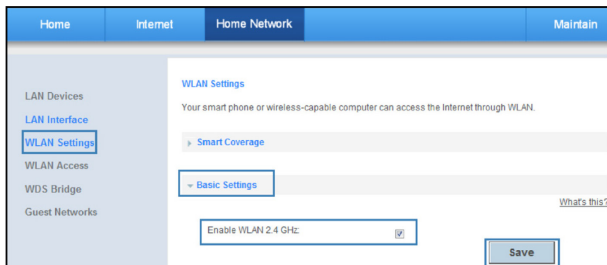 Home Internet Home Network Maintain
WLAN Settings
LAN Devices
Your smart phone or wireless-capable computer can access the Internet through WLAN.
LAN Interface
WLAN Settings
Smart Coverage
WLAN Access
WDS Bridge
Basic Settings
What's this?
Guest Networks
Enable WLAN 2.4 GHz:
Save